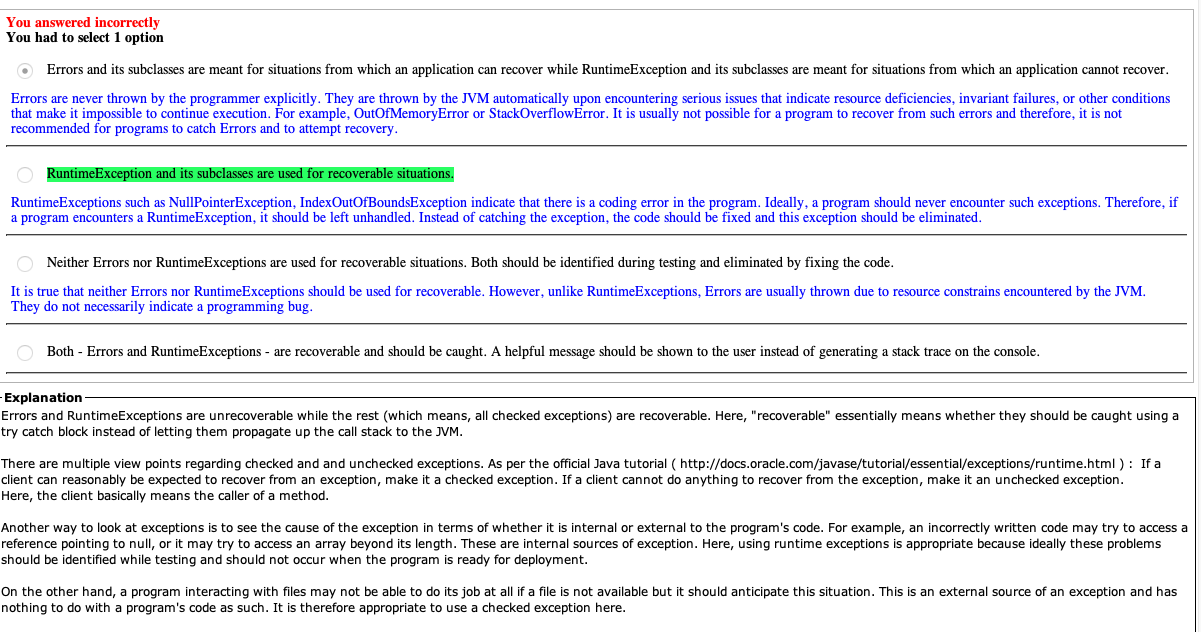 You answered incorrectly
You had to select 1 option
Errors and its subclasses are meant for situations from which an application can recover while RuntimeException and its subclasses are meant for situations from which an application cannot recover.
Errors are never thrown by the programmer explicitly. They are thrown by the JVM automatically upon encountering serious issues that indicate resource deficiencies, invariant failures, or other conditions
that make it impossible to continue execution. For example, OutOfMemoryError or StackOverflowError. It is usually not possible for a program to recover from such errors and therefore, it is not
recommended for programs to catch Errors and to attempt recovery.
RuntimeException and its subclasses are used for recoverable situations.
RuntimeExceptions such as NullPointerException, IndexOutOfBoundsException indicate that there is a coding error in the program. Ideally, a program should never encounter such exceptions. Therefore, if
a program encounters a RuntimeException, it should be left unhandled. Instead of catching the exception, the code should be fixed and this exception should be eliminated.
Neither Errors nor RuntimeExceptions are used for recoverable situations. Both should be identified during testing and eliminated by fixing the code.
It is true that neither Errors nor RuntimeExceptions should be used for recoverable. However, unlike RuntimeExceptions, Errors are usually thrown due to resource constrains encountered by the JVM.
They do not necessarily indicate a programming bug.
Both - Errors and RuntimeExceptions - are recoverable and should be caught. A helpful message should be shown to the user instead of generating a stack trace on the console.
Explanation
Errors and RuntimeExceptions are unrecoverable while the rest (which means, all checked exceptions) are recoverable. Here, "recoverable" essentially means whether they should be caught using a
try catch block instead of letting them propagate up the call stack to the JVM.
There are multiple view points regarding checked and and unchecked exceptions. As per the official Java tutorial ( http://docs.oracle.com/javase/tutorial/essential/exceptions/runtime.html ) : If a
client can reasonably be expected to recover from an exception, make it a checked exception. If a client cannot do anything to recover from the exception, make it an unchecked exception.
Here, the client basically means the caller of a method.
Another way to look at exceptions is to see the cause of the exception in terms of whether it is internal or external to the program's code. For example, an incorrectly written code may try to access a
reference pointing to null, or it may try to access an array beyond its length. These are internal sources of exception. Here, using runtime exceptions is appropriate because ideally these problems
should be identified while testing and should not occur when the program is ready for deployment.
On the other hand, a program interacting with files may not be able to do its job at all if a file is not available but it should anticipate this situation. This is an external source of an exception and has
nothing to do with a program's code as such. It is therefore appropriate to use a checked exception here.